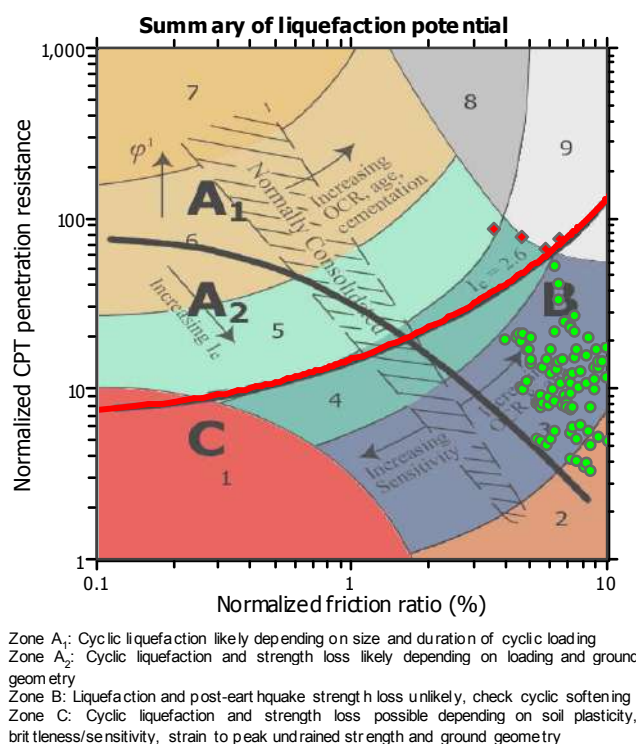 Summary of liquefaction potential
1,000
100
10
1
0.1
1
10
Normalized CPT penetration resistance
Normalized friction ratio (%)
7
8
9
φ'
A1
Normally Consolidated
Increasing
OCR, age,
cementation
6
A2
Increasing Ic
Ic = 2.6
B
5
4
3
C
1
Increasing
Sensitivity
2
Zone A1: Cyclic liquefaction likely depending on size and duration of cyclic loading
Zone A2: Cyclic liquefaction and strength loss likely depending on loading and ground
geometry
Zone B: Liquefaction and post-earthquake strength loss unlikely, check cyclic softening
Zone C: Cyclic liquefaction and strength loss possible depending on soil plasticity,
brittleness/sensitivity, strain to peak undrained strength and ground geometry